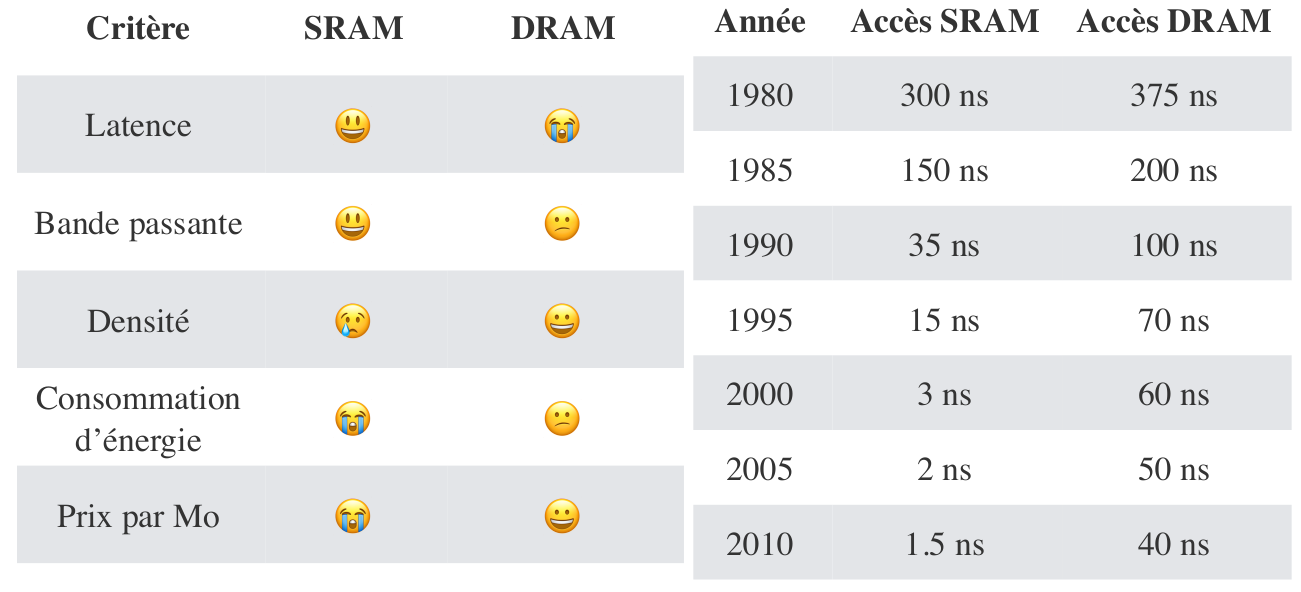 Critère SRAM DRAM
Latence 😃 😭
Bande passante 😃 😕
Densité 😢 😀
Consommation
d’énergie 😭 😕
Prix par Mo 😭 😀
Année Accès SRAM Accès DRAM
1980 300 ns 375 ns
1985 150 ns 200 ns
1990 35 ns 100 ns
1995 15 ns 70 ns
2000 3 ns 60 ns
2005 2 ns 50 ns
2010 1.5 ns 40 ns